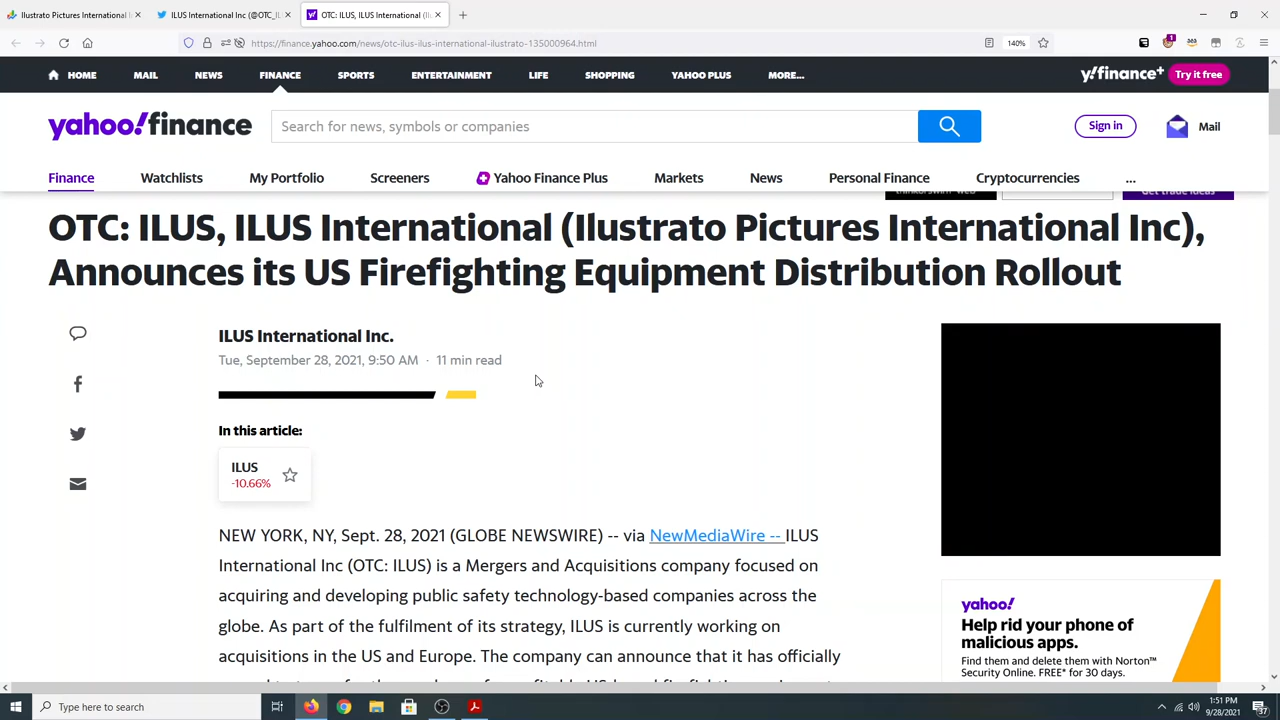 Ilustrato Pictures International
ILUS International Inc (@OTC_IL
OTC: ILUS, ILUS International (Il
https://finance.yahoo.com/news/otc-ilus-ilus-international-ilustrato-135000964.html
140%
1
HOME
MAIL
NEWS
FINANCE
SPORTS
ENTERTAINMENT
LIFE
SHOPPING
YAHOO PLUS
MORE...
y!finance+
Try it free
yahoo!finance
Search for news, symbols or companies
Sign in
Mail
Finance
Watchlists
My Portfolio
Screeners
Yahoo Finance Plus
Markets
News
Personal Finance
Cryptocurrencies
...
Get trade ideas
OTC: ILUS, ILUS International (Ilustrato Pictures International Inc),
Announces its US Firefighting Equipment Distribution Rollout
ILUS International Inc.
Tue, September 28, 2021, 9:50 AM · 11 min read
In this article:
ILUS
-10.66%
NEW YORK, NY, Sept. 28, 2021 (GLOBE NEWSWIRE) -- via NewMediaWire -- ILUS
International Inc (OTC: ILUS) is a Mergers and Acquisitions company focused on
acquiring and developing public safety technology-based companies across the
globe. As part of the fulfilment of its strategy, ILUS is currently working on
acquisitions in the US and Europe. The company can announce that it has officially
yahoo!
Help rid your phone of
malicious apps.
Find them and delete them with Norton™
Security Online. FREE* for 30 days.
Type here to search
1:51 PM
9/28/2021
37